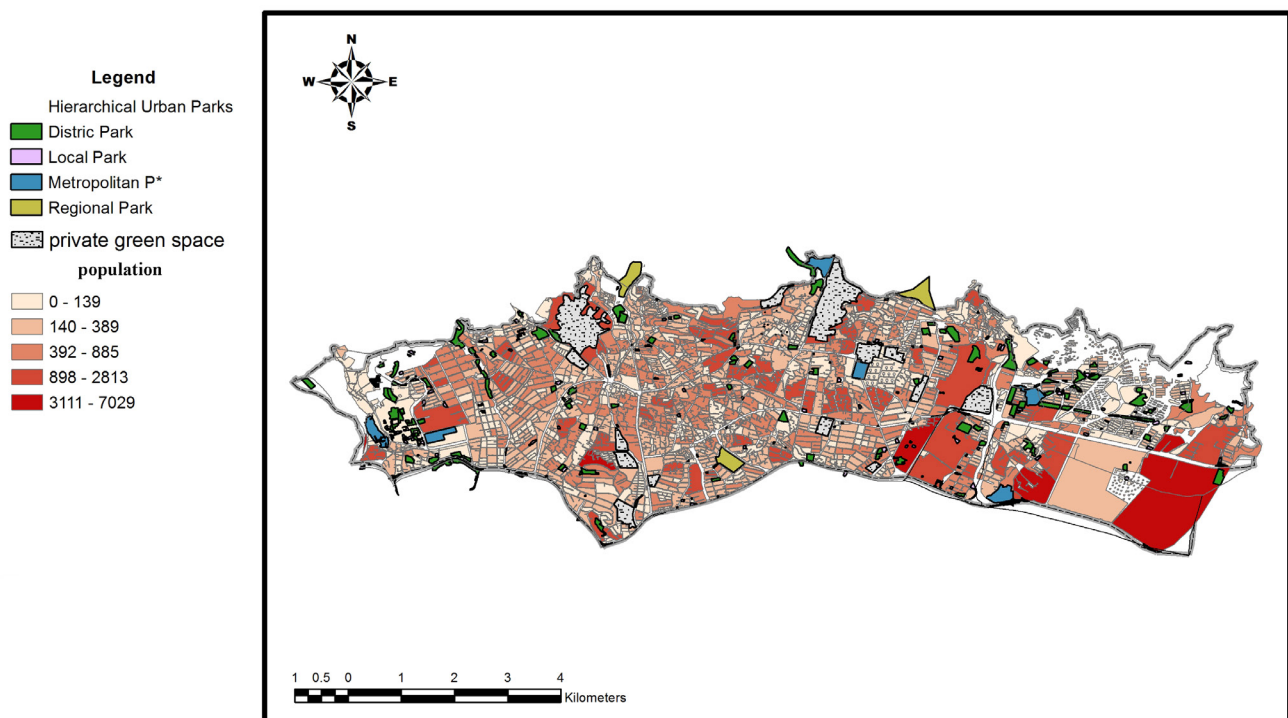 N
W E
S
Legend
Hierarchical Urban Parks
Distric Park
Local Park
Metropolitan P*
Regional Park
private green space
population
0 - 139
140 - 389
392 - 885
898 - 2813
3111 - 7029
1 0.5 0 1 2 3 4
Kilometers